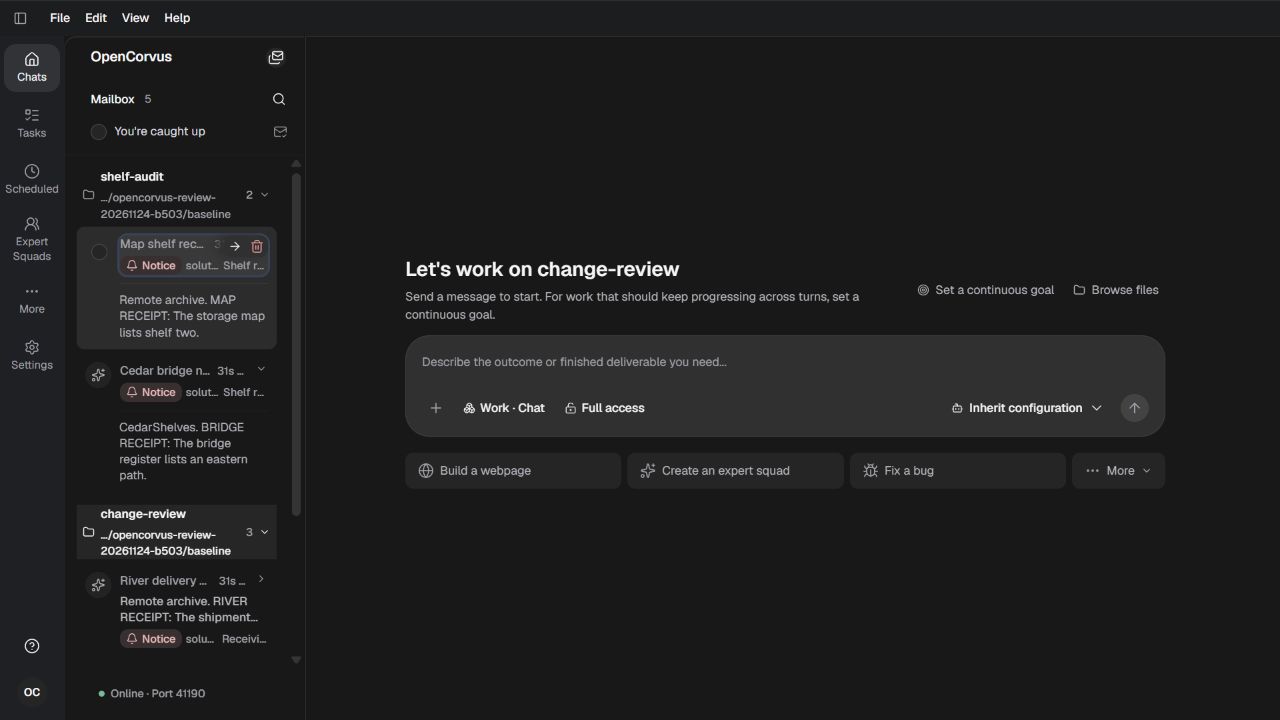 File Edit View Help
Chats
Tasks
Scheduled
Expert
Squads
More
Settings
OC
OpenCorvus
Mailbox 5
You're caught up
shelf-audit
.../opencorvus-review-
20261124-b503/baseline
2
Map shelf rec...
Notice solut... Shelf r...
Remote archive. MAP
RECEIPT: The storage map
lists shelf two.
Cedar bridge n... 31s ...
Notice solut... Shelf r...
CedarShelves. BRIDGE
RECEIPT: The bridge
register lists an eastern
path.
change-review
.../opencorvus-review-
20261124-b503/baseline
3
River delivery ... 31s ...
Remote archive. RIVER
RECEIPT: The shipment...
Notice solu... Receivi...
Online · Port 41190
Let's work on change-review
Send a message to start. For work that should keep progressing across turns, set a
continuous goal.
Set a continuous goal
Browse files
Describe the outcome or finished deliverable you need...
Work · Chat
Full access
Inherit configuration
Build a webpage
Create an expert squad
Fix a bug
More